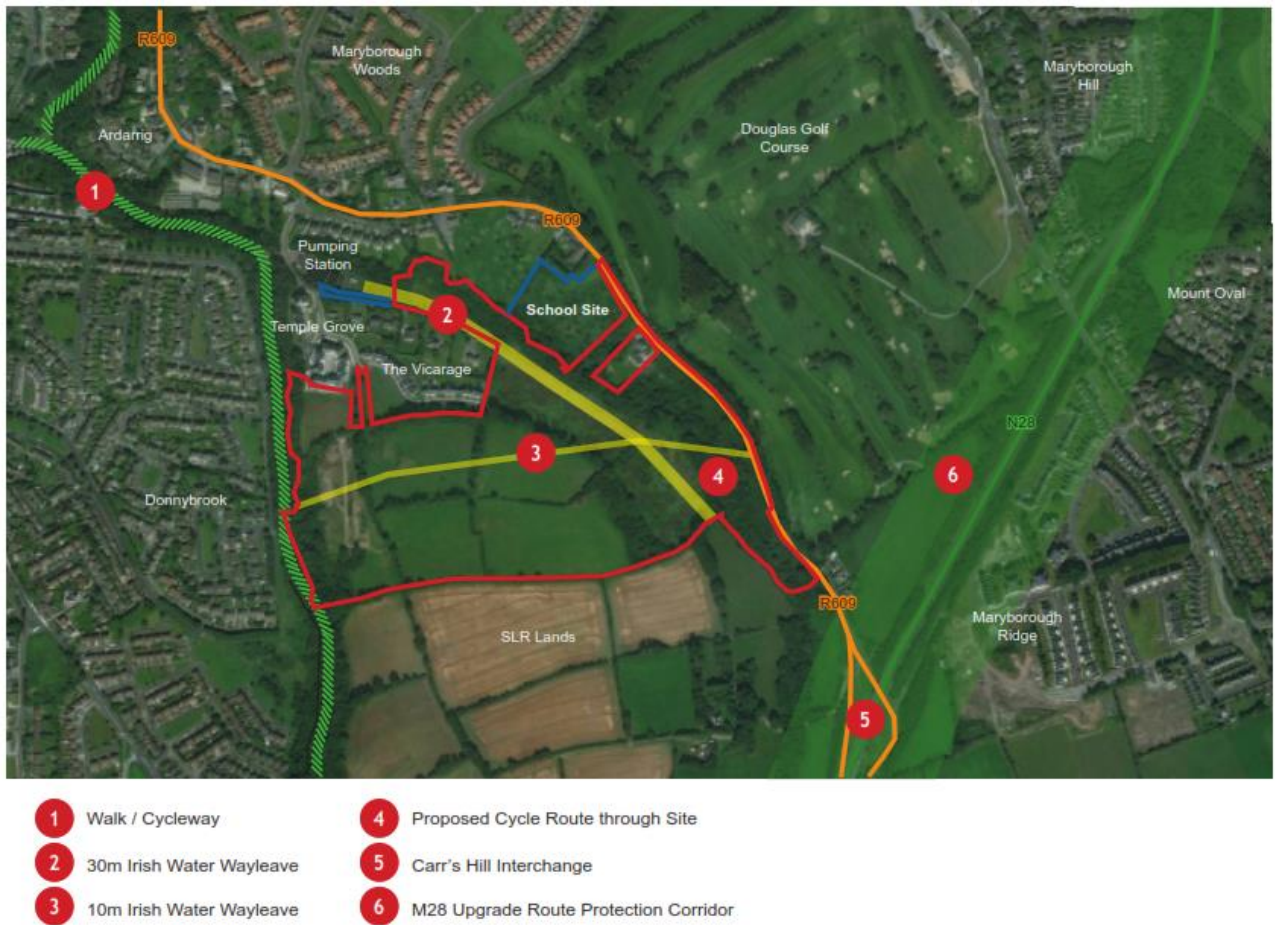 R609
Maryborough
Woods
Maryborough
Hill
Ardarrig
Douglas Golf
Course
1
R609
Pumping
Station
Mount Oval
School Site
2
Temple Grove
The Vicarage
N28
3
4
6
Donnybrook
R609
Maryborough
Ridge
SLR Lands
5
1 Walk / Cycleway
2 30m Irish Water Wayleave
3 10m Irish Water Wayleave
4 Proposed Cycle Route through Site
5 Carr's Hill Interchange
6 M28 Upgrade Route Protection Corridor